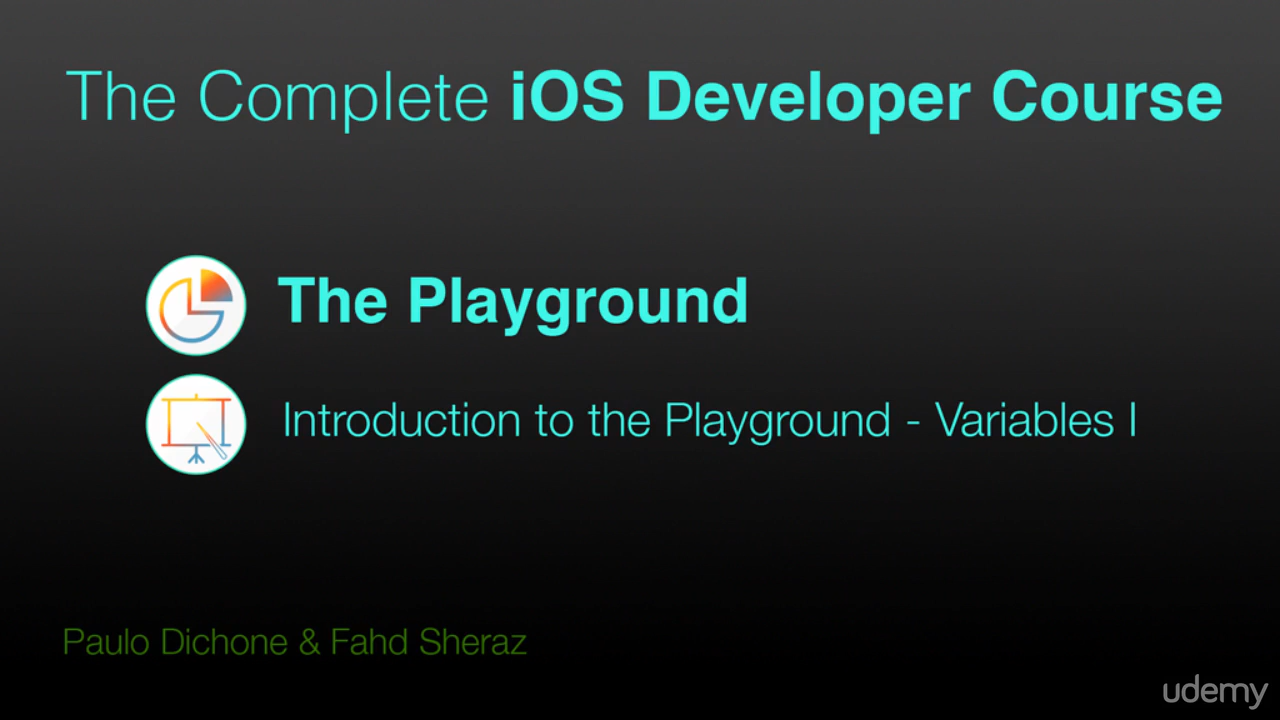 The Complete iOS Developer Course
The Playground
Introduction to the Playground - Variables I
Paulo Dichone & Fahd Sheraz
udemy